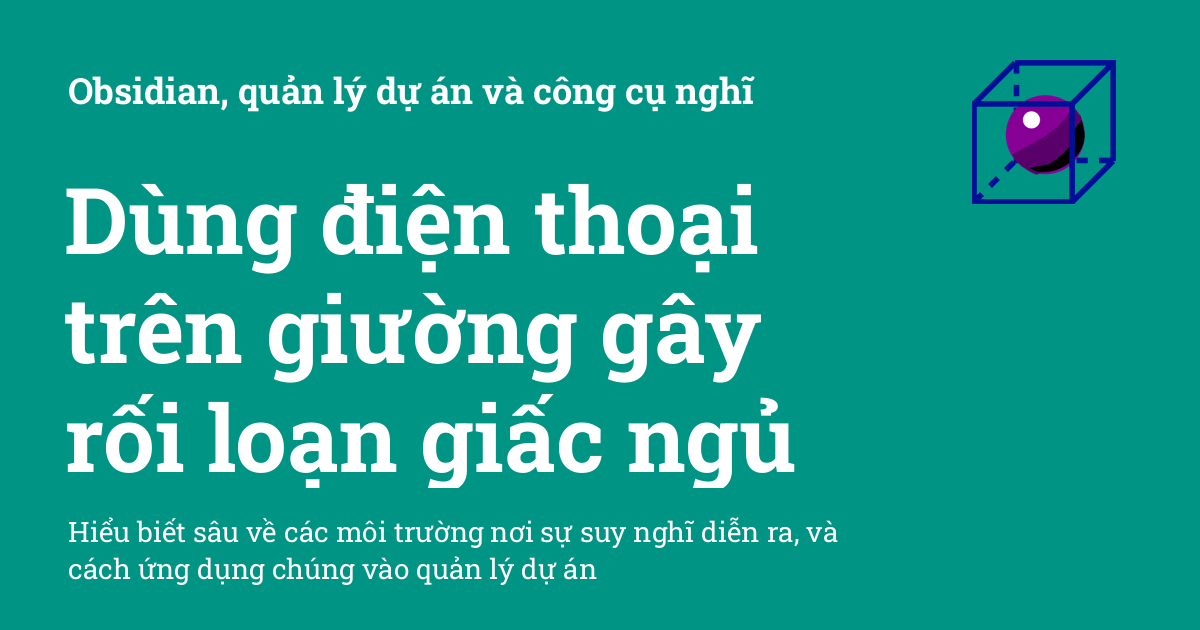 Obsidian, quản lý dự án và công cụ nghĩ
Dùng điện thoại
trên giường gây
rối loạn giấc ngủ
Hiểu biết sâu về các môi trường nơi sự suy nghĩ diễn ra, và
cách ứng dụng chúng vào quản lý dự án